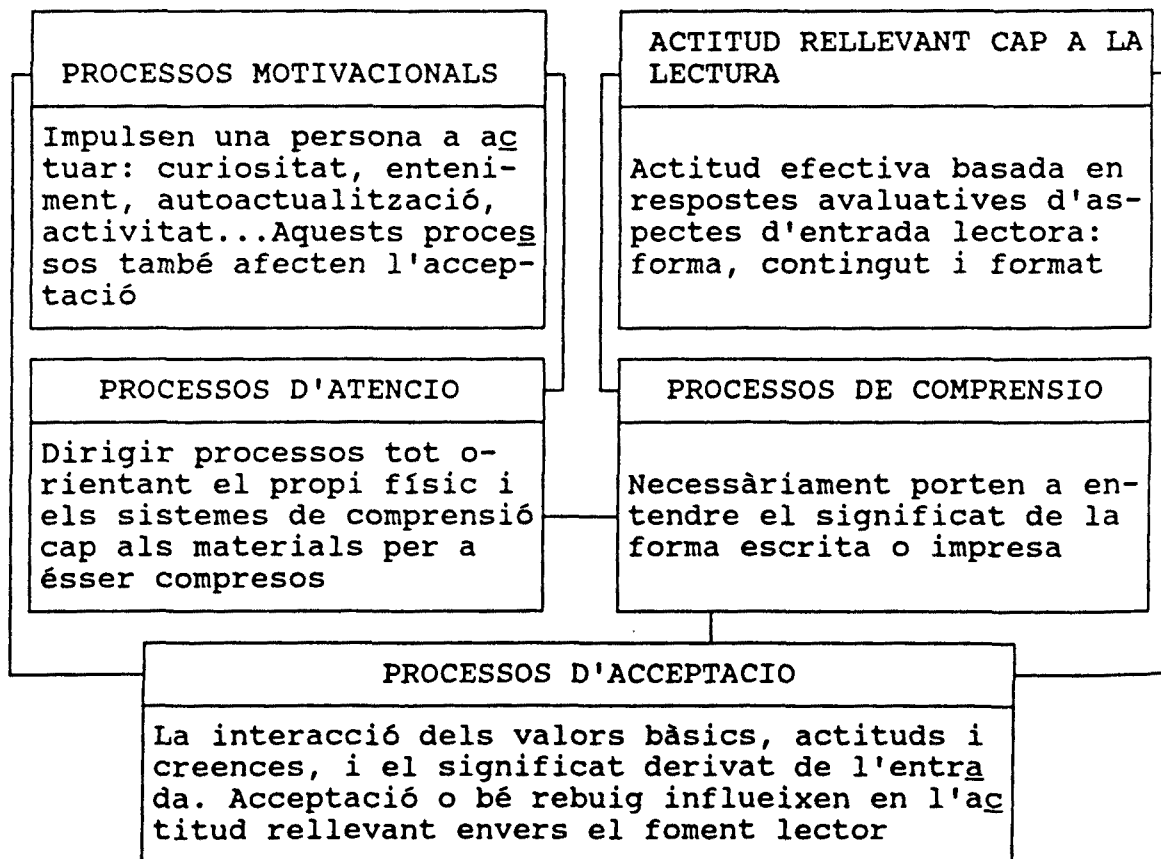 PROCESSOS MOTIVACIONALS
Impulsen una persona a ac
tuar: curiositat, enteni-
ment, autoactualització,
activitat...Aquests proces
sos també afecten l'accep-
tació
ACTITUD RELLEVANT CAP A LA
LECTURA
Actitud efectiva basada en
respostes avaluatives d'as-
pectes d'entrada lectora:
forma, contingut i format
PROCESSOS D'ATENCIO
Dirigir processos tot o-
rientant el propi físic i
els sistemes de comprensió
cap als materials per a
ésser compresos
PROCESSOS DE COMPRENSIO
Necessàriament porten a en-
tendre el significat de la
forma escrita o impresa
PROCESSOS D'ACCEPTACIO
La interacció dels valors bàsics, actituds i
creences, i el significat derivat de l'entra
da. Acceptació o bé rebuig influeixen en l'ac
titud rellevant envers el foment lector